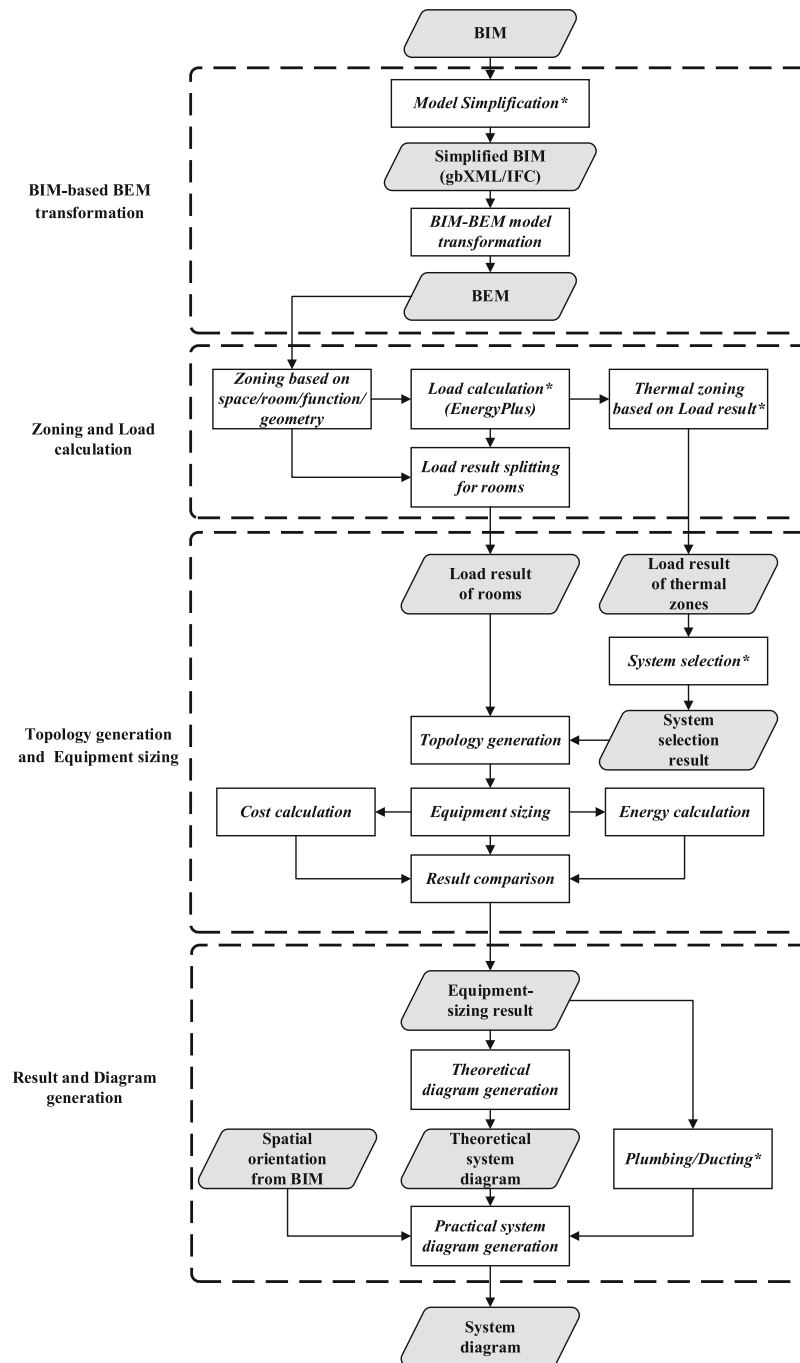 BIM
Model Simplification*
Simplified BIM
(gbXML/IFC)
BIM-based BEM
transformation
BIM-BEM model
transformation
BEM
Zoning based on
space/room/function/
geometry
Load calculation*
(EnergyPlus)
Thermal zoning
based on Load result*
Zoning and Load
calculation
Load result splitting
for rooms
Load result
of rooms
Load result
of thermal
zones
System selection*
Topology generation
and Equipment sizing
Topology generation
System
selection
result
Cost calculation
Equipment sizing
Energy calculation
Result comparison
Equipment-
sizing result
Result and Diagram
generation
Theoretical
diagram generation
Spatial
orientation
from BIM
Theoretical
system
diagram
Plumbing/Ducting*
Practical system
diagram generation
System
diagram